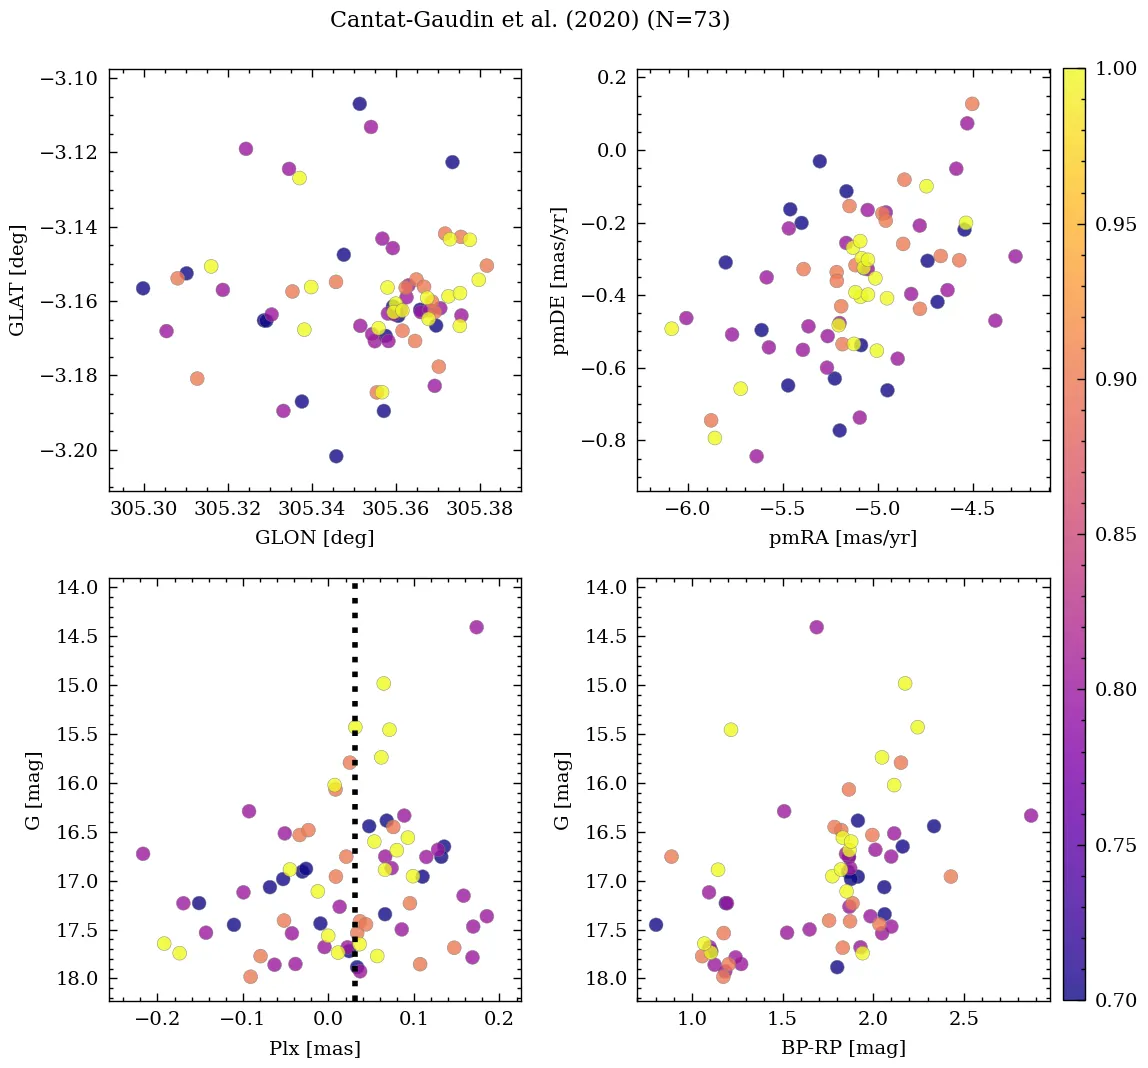 Cantat-Gaudin et al. (2020) (N=73)
−3.10
−3.12
−3.14
−3.16
−3.18
−3.20
GLAT [deg]
305.30 305.32 305.34 305.36 305.38
GLON [deg]
0.2
0.0
−0.2
−0.4
−0.6
−0.8
pmDE [mas/yr]
−6.0 −5.5 −5.0 −4.5
pmRA [mas/yr]
1.00
0.95
0.90
0.85
0.80
0.75
0.70
14.0
14.5
15.0
15.5
16.0
16.5
17.0
17.5
18.0
G [mag]
−0.2 −0.1 0.0 0.1 0.2
Plx [mas]
14.0
14.5
15.0
15.5
16.0
16.5
17.0
17.5
18.0
G [mag]
1.0 1.5 2.0 2.5
BP-RP [mag]